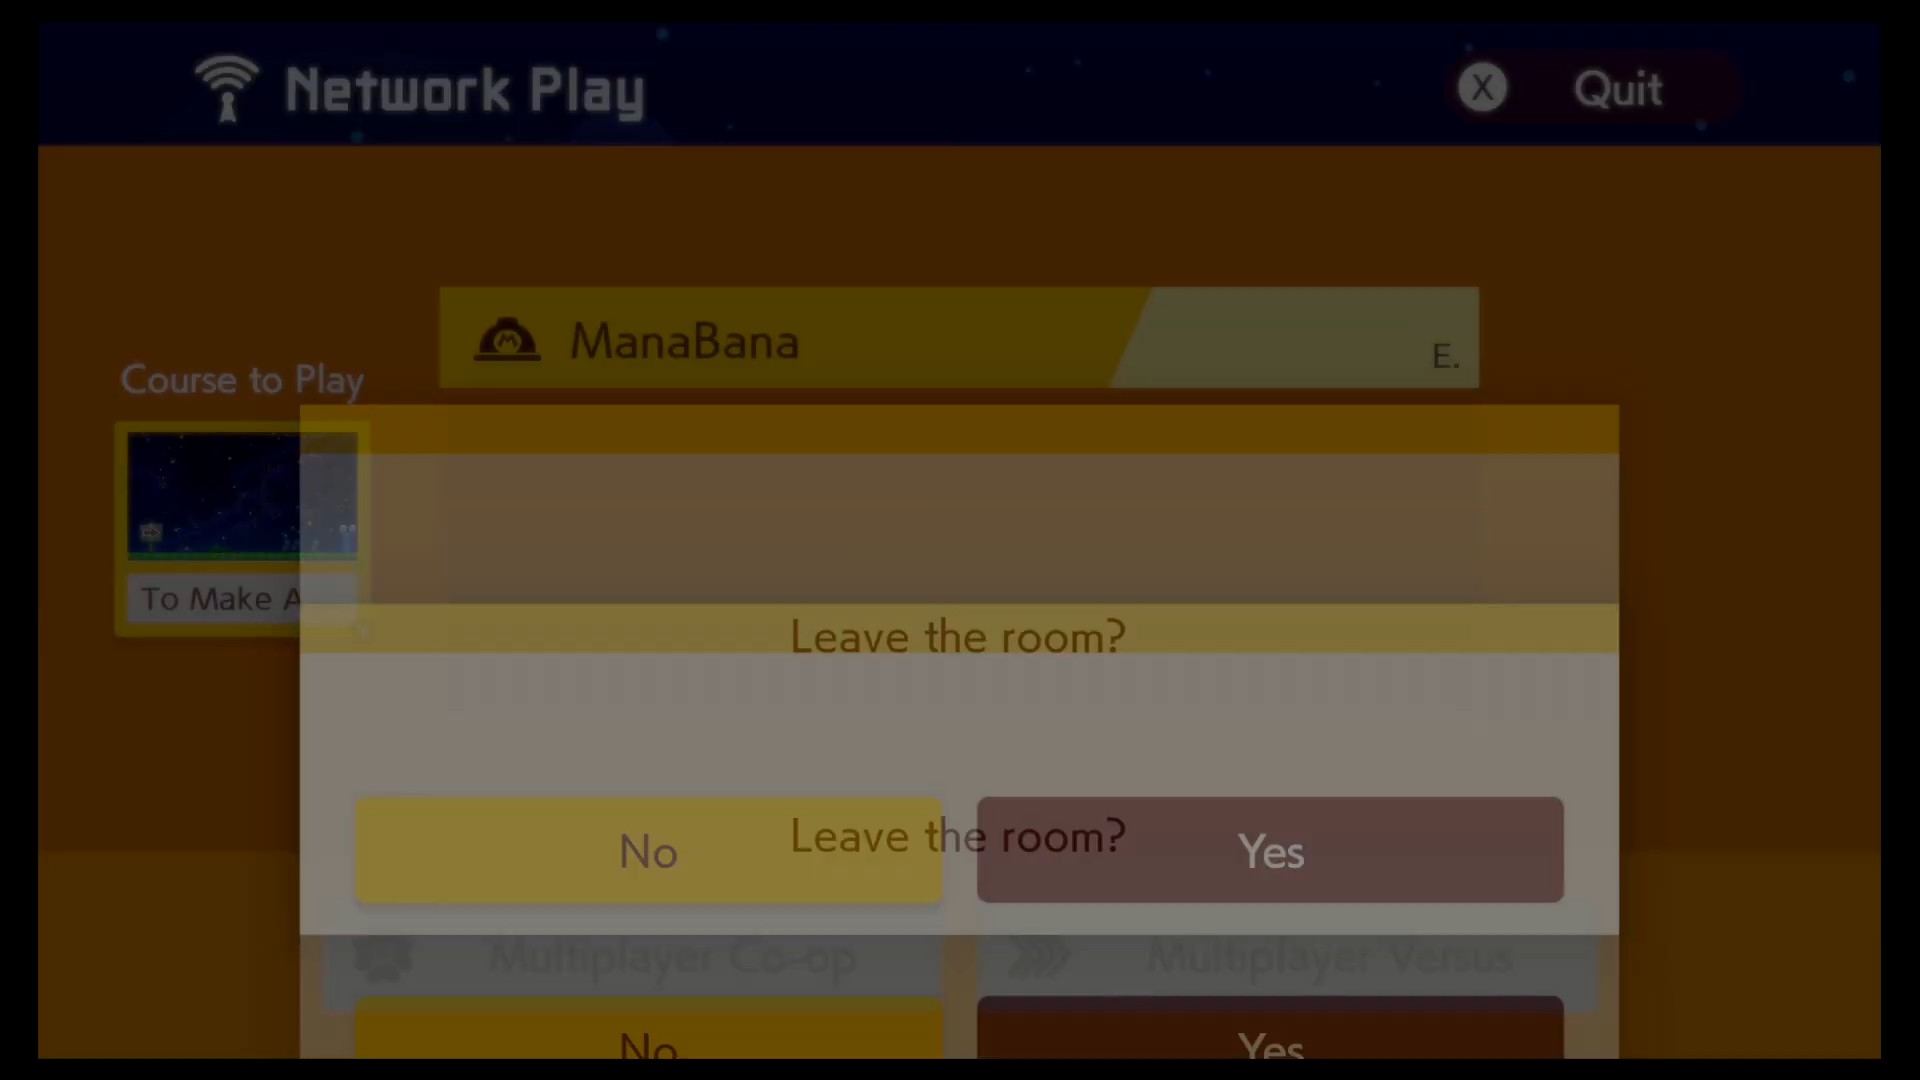 Network Play
X Quit
ManaBana
E.
Course to Play
To Make A
Leave the room?
Leave the room?
No Yes
Multiplayer Co-op Multiplayer Versus
No Yes